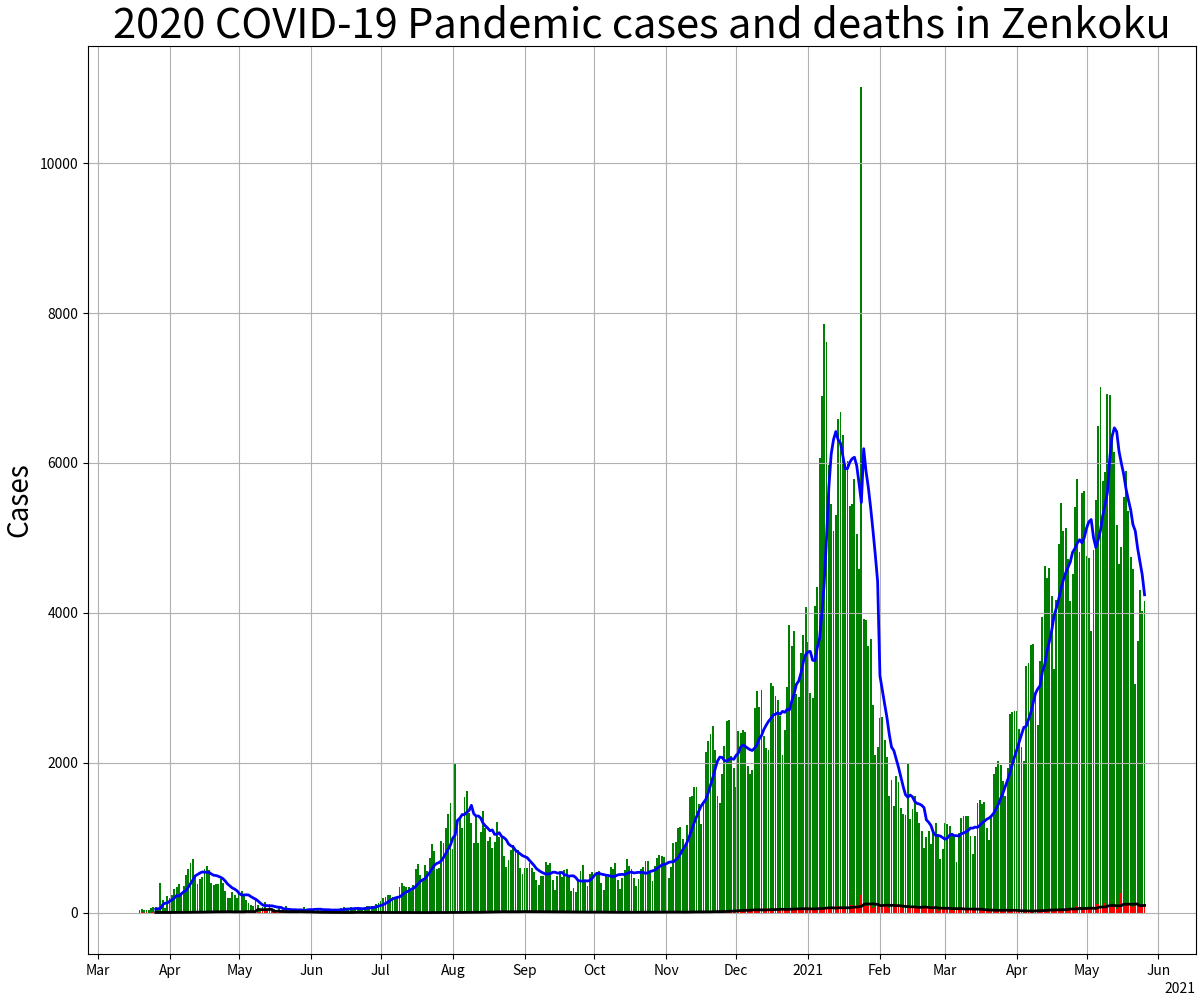 2020 COVID-19 Pandemic cases and deaths in Zenkoku
Cases
10000
8000
6000
4000
2000
0
Mar Apr May Jun Jul Aug Sep Oct Nov Dec 2021 Feb Mar Apr May Jun
2021